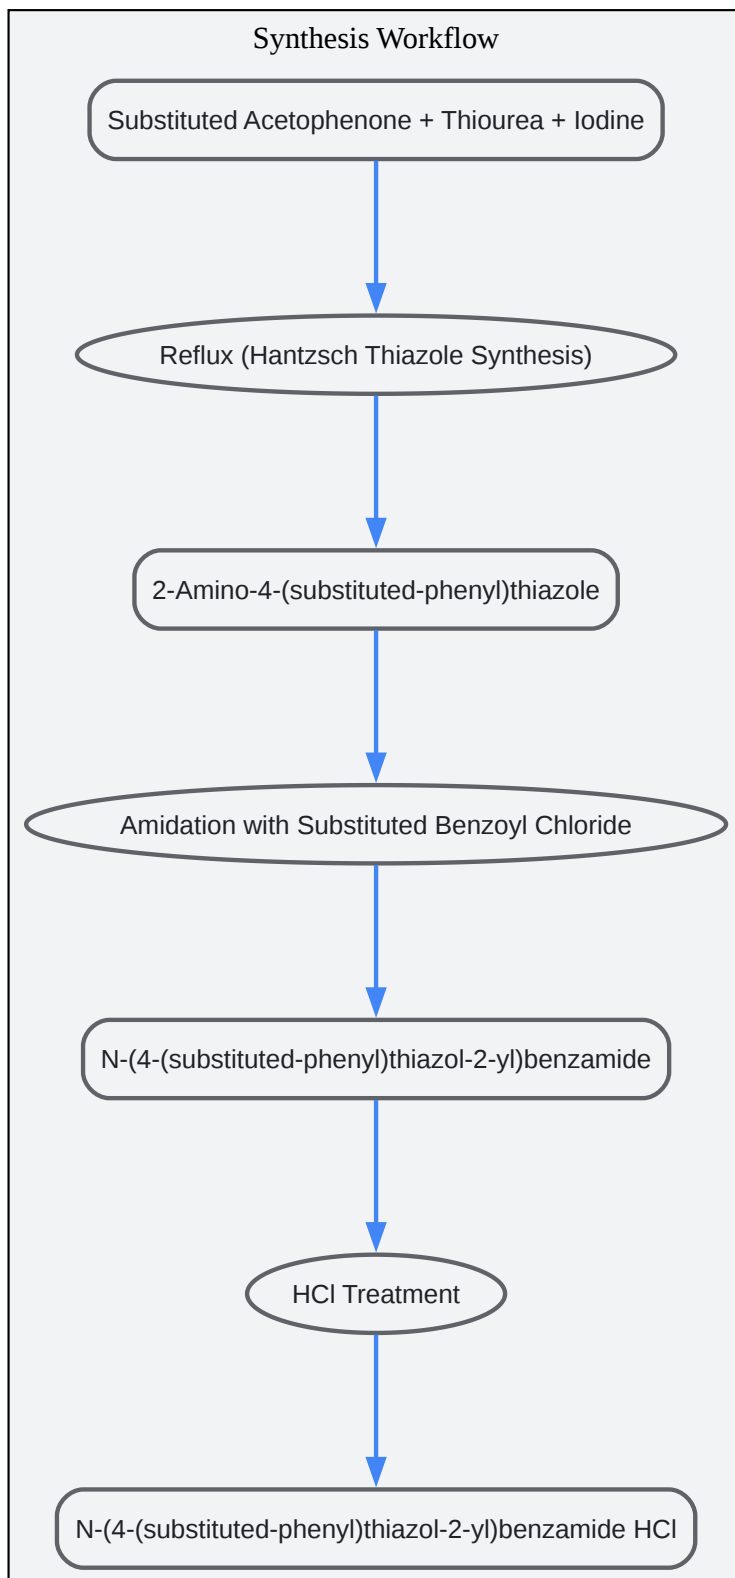 Synthesis Workflow
Substituted Acetophenone + Thiourea + Iodine
Reflux (Hantzsch Thiazole Synthesis)
2-Amino-4-(substituted-phenyl)thiazole
Amidation with Substituted Benzoyl Chloride
N-(4-(substituted-phenyl)thiazol-2-yl)benzamide
HCl Treatment
N-(4-(substituted-phenyl)thiazol-2-yl)benzamide HCl